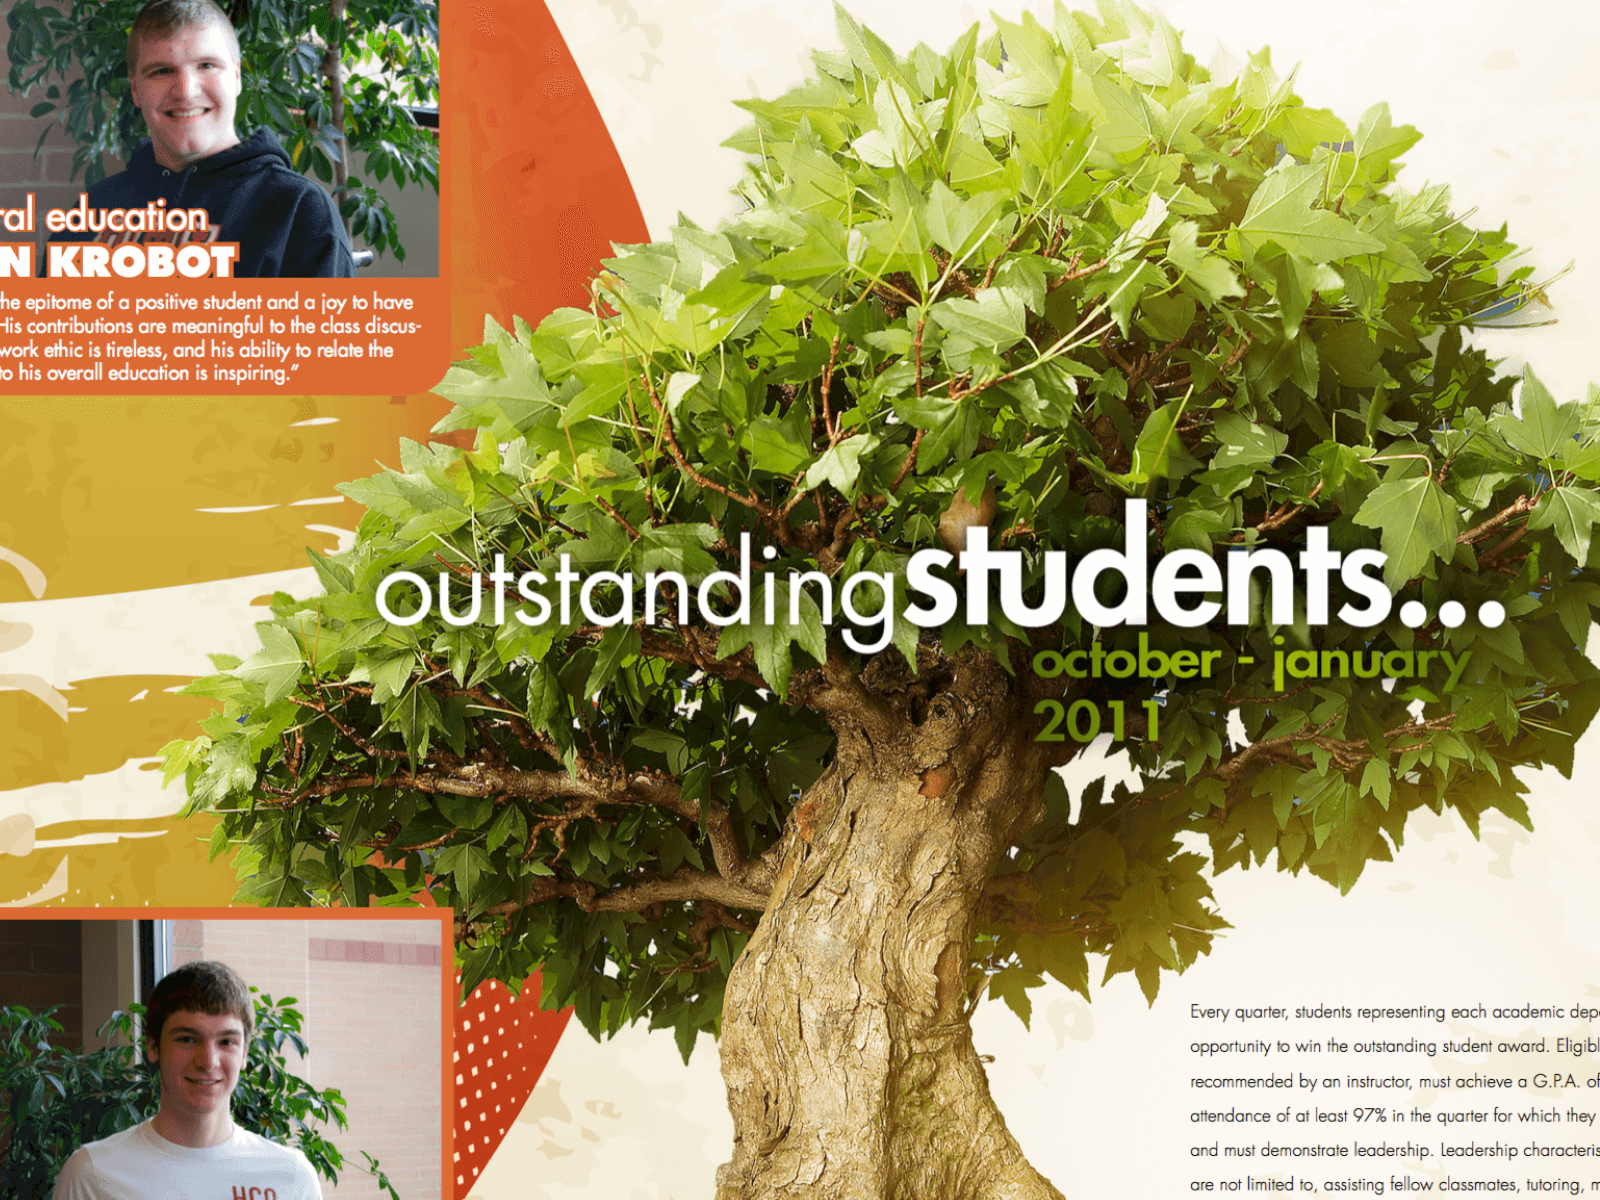 ral education
N KROBOT
he epitome of a positive student and a joy to have
His contributions are meaningful to the class discus-
work ethic is tireless, and his ability to relate the
to his overall education is inspiring.”
outstandingstudents...
october - january
2011
Every quarter, students representing each academic dep
opportunity to win the outstanding student award. Eligibl
recommended by an instructor, must achieve a G.P.A. of
attendance of at least 97% in the quarter for which they
and must demonstrate leadership. Leadership characteris
are not limited to, assisting fellow classmates, tutoring, m